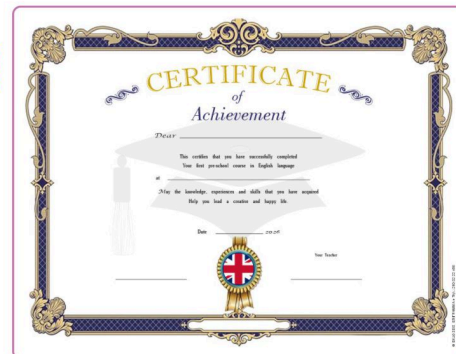 CERTIFICATE
of
Achievement
Dear
This certifies that you have successfully completed
Your first pre-school course in English language
at
May the knowledge, experiences and skills that you have acquired
Help you lead a creative and happy life.
Date
Your Teacher